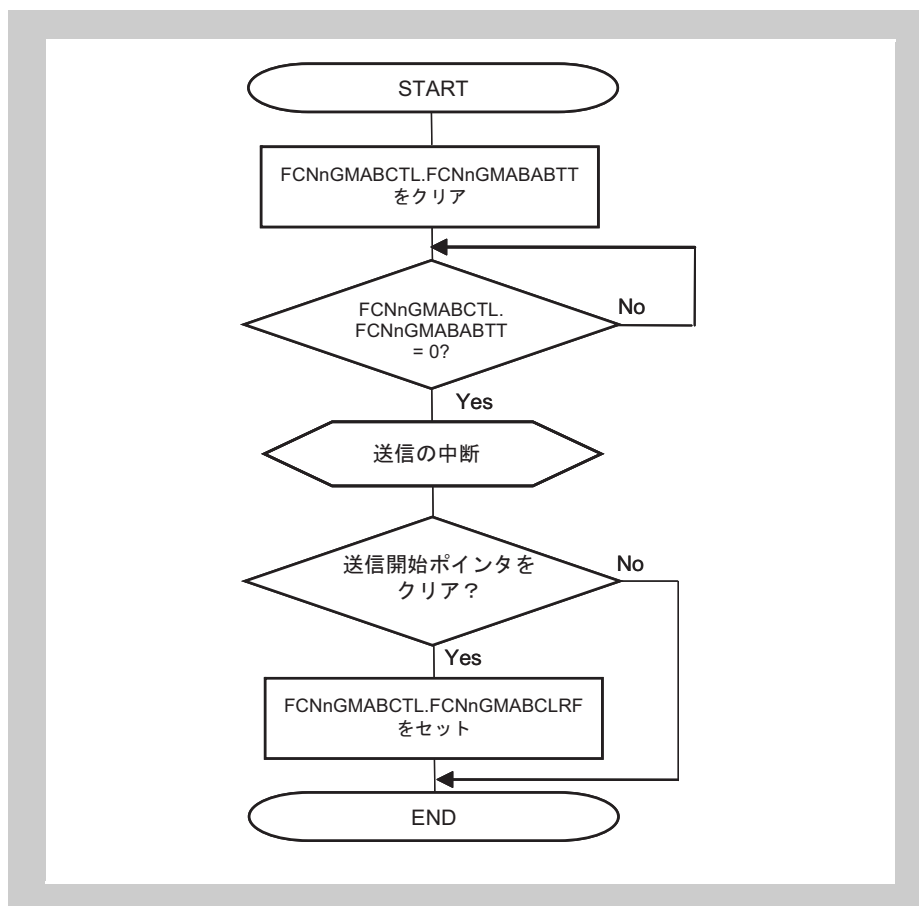 START
FCNnGMABCTL.FCNnGMABABTT
をクリア
FCNnGMABCTL.
FCNnGMABABTT
= 0?
No
Yes
送信の中断
送信開始ポインタを
クリア？
No
Yes
FCNnGMABCTL.FCNnGMABCLRF
をセット
END